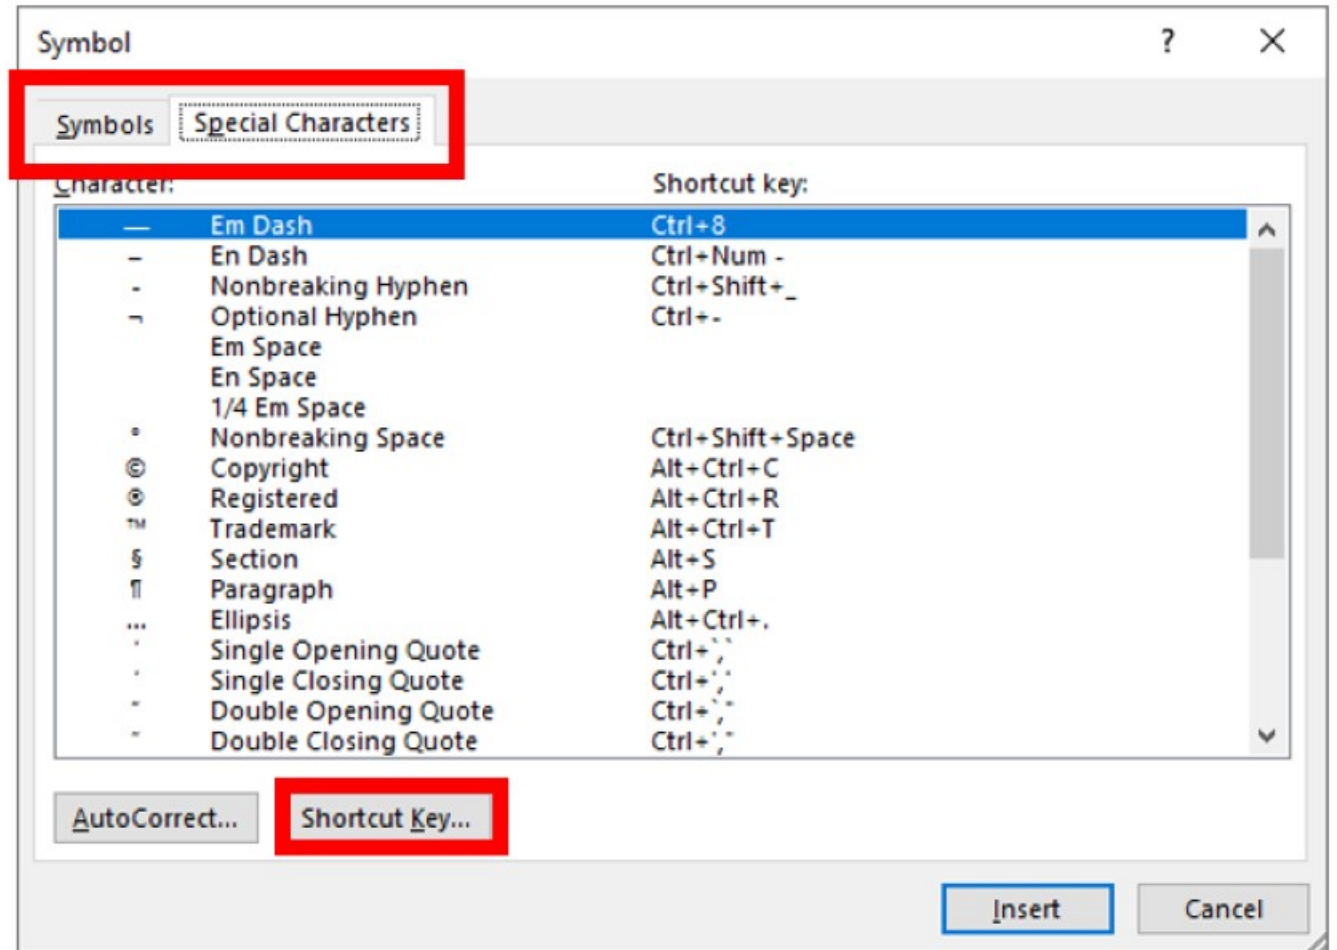 Symbol ? ×
Symbols Special Characters
Character: Shortcut key:
— Em Dash Ctrl+8
– En Dash Ctrl+Num -
- Nonbreaking Hyphen Ctrl+Shift+_
¬ Optional Hyphen Ctrl+-
Em Space
En Space
1/4 Em Space
° Nonbreaking Space Ctrl+Shift+Space
© Copyright Alt+Ctrl+C
® Registered Alt+Ctrl+R
™ Trademark Alt+Ctrl+T
§ Section Alt+S
¶ Paragraph Alt+P
... Ellipsis Alt+Ctrl+.
‘ Single Opening Quote Ctrl+`,`
’ Single Closing Quote Ctrl+','
“ Double Opening Quote Ctrl+`,"
” Double Closing Quote Ctrl+',"
AutoCorrect... Shortcut Key...
Insert Cancel